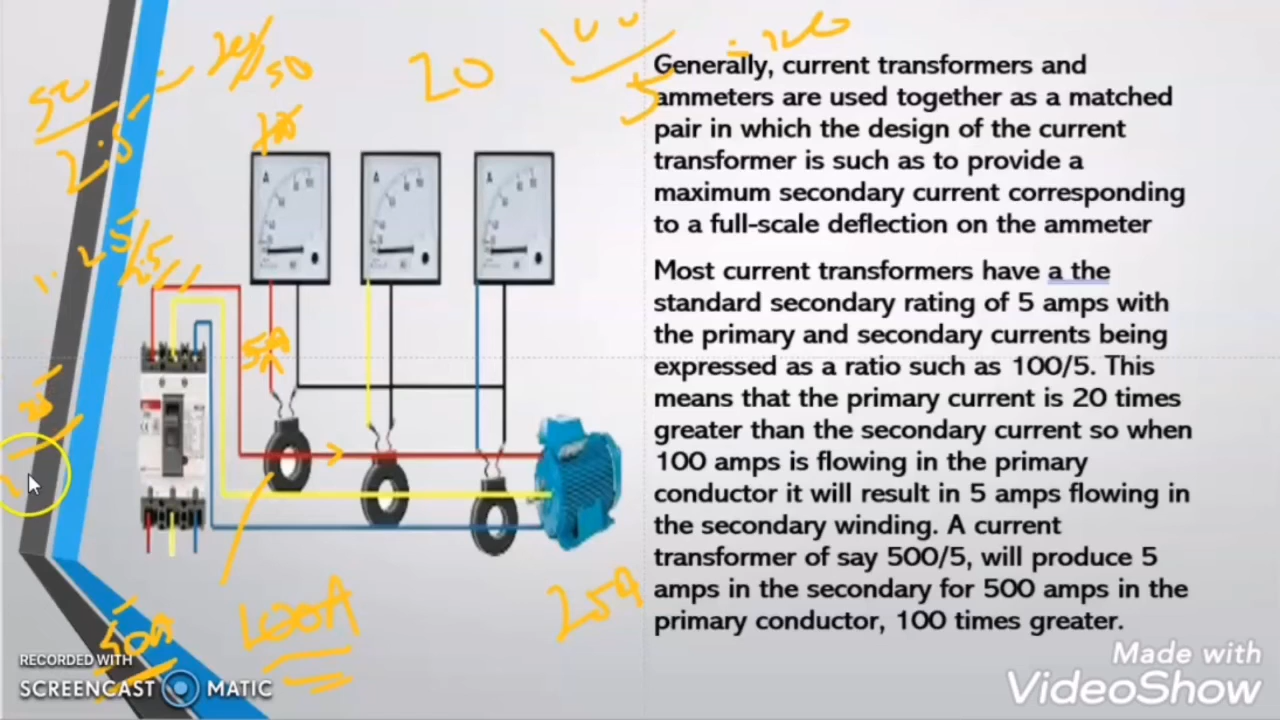 50
2.5
20/50
20
100
5
Generally, current transformers and
ammeters are used together as a matched
pair in which the design of the current
transformer is such as to provide a
maximum secondary current corresponding
to a full-scale deflection on the ammeter
Most current transformers have a the
standard secondary rating of 5 amps with
the primary and secondary currents being
expressed as a ratio such as 100/5. This
means that the primary current is 20 times
greater than the secondary current so when
100 amps is flowing in the primary
conductor it will result in 5 amps flowing in
the secondary winding. A current
transformer of say 500/5, will produce 5
amps in the secondary for 500 amps in the
primary conductor, 100 times greater.
A
A
A
5A
100A
25A
50A
RECORDED WITH
SCREENCAST MATIC
Made with
VideoShow